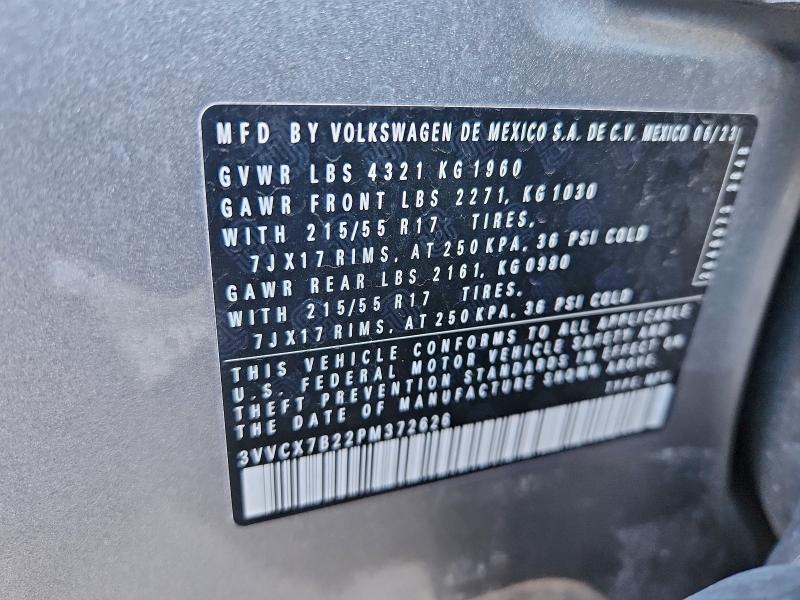 MFD BY VOLKSWAGEN DE MEXICO S.A. DE C.V. MEXICO 06/23
GVWR LBS 4321 KG 1960
GAWR FRONT LBS 2271, KG 1030
WITH 215/55 R17 TIRES,
7JX17 RIMS, AT 250 KPA, 36 PSI COLD
GAWR REAR LBS 2161, KG 0980
WITH 215/55 R17 TIRES,
7JX17 RIMS, AT 250 KPA, 36 PSI COLD
THIS VEHICLE CONFORMS TO ALL APPLICABLE
U.S. FEDERAL MOTOR VEHICLE SAFETY AND
THEFT PREVENTION STANDARDS IN EFFECT ON
THE DATE OF MANUFACTURE SHOWN ABOVE.
3VVCX7B22PM372626